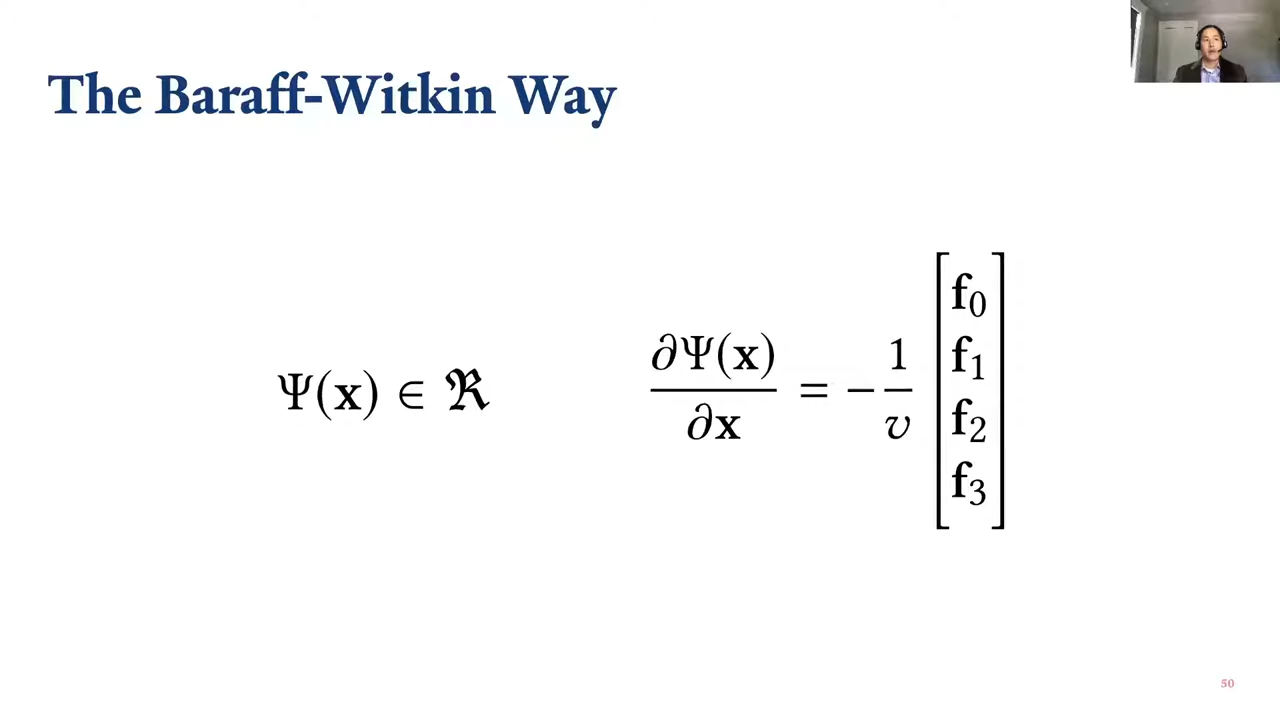 The Baraff-Witkin Way
Ψ(x) ∈ ℜ
∂Ψ(x)/∂x = −1/v [f₀ f₁ f₂ f₃]
50